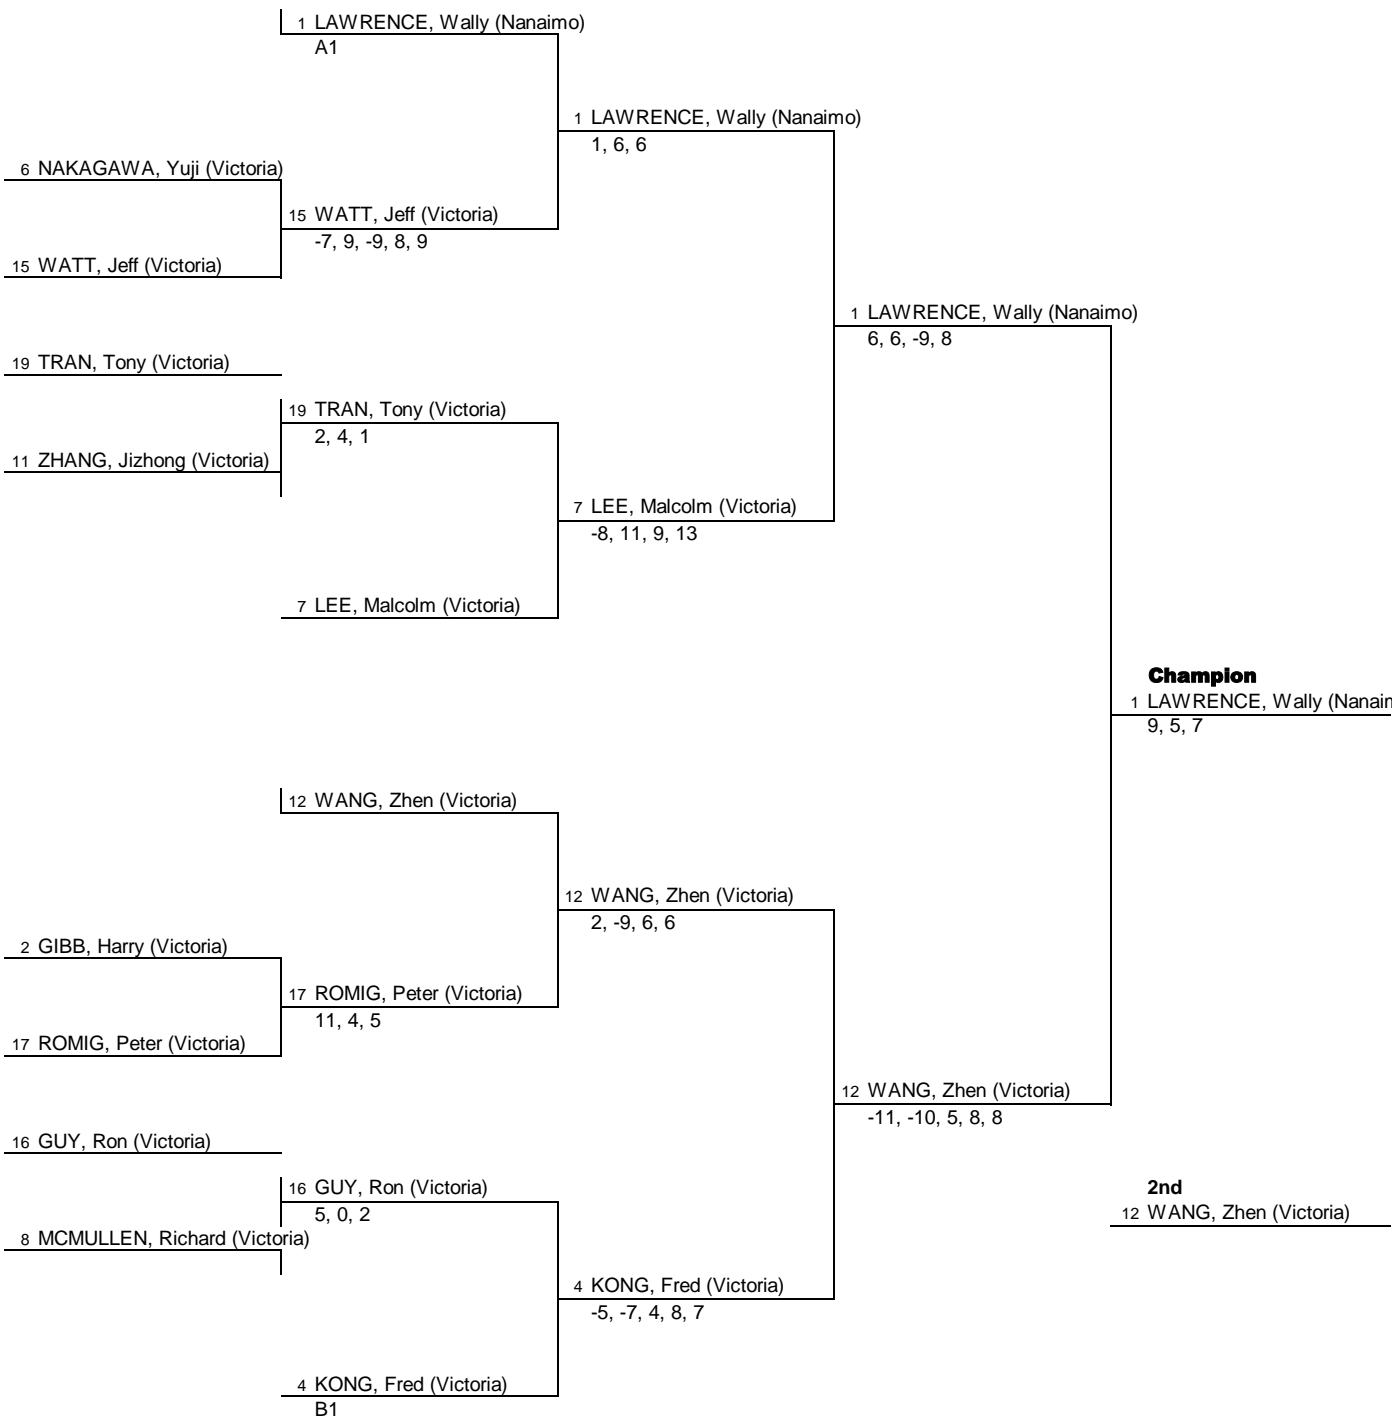 1 LAWRENCE, Wally (Nanaimo)
A1
1 LAWRENCE, Wally (Nanaimo)
1, 6, 6
6 NAKAGAWA, Yuji (Victoria)
15 WATT, Jeff (Victoria)
-7, 9, -9, 8, 9
15 WATT, Jeff (Victoria)
1 LAWRENCE, Wally (Nanaimo)
6, 6, -9, 8
19 TRAN, Tony (Victoria)
19 TRAN, Tony (Victoria)
2, 4, 1
11 ZHANG, Jizhong (Victoria)
7 LEE, Malcolm (Victoria)
-8, 11, 9, 13
7 LEE, Malcolm (Victoria)
Champion
1 LAWRENCE, Wally (Nanaim
9, 5, 7
12 WANG, Zhen (Victoria)
12 WANG, Zhen (Victoria)
2, -9, 6, 6
2 GIBB, Harry (Victoria)
17 ROMIG, Peter (Victoria)
11, 4, 5
17 ROMIG, Peter (Victoria)
12 WANG, Zhen (Victoria)
-11, -10, 5, 8, 8
16 GUY, Ron (Victoria)
16 GUY, Ron (Victoria)
5, 0, 2
2nd
12 WANG, Zhen (Victoria)
8 MCMULLEN, Richard (Victoria)
4 KONG, Fred (Victoria)
-5, -7, 4, 8, 7
4 KONG, Fred (Victoria)
B1